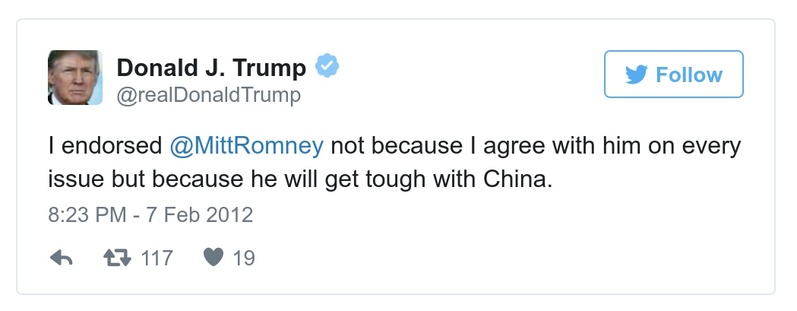 Donald J. Trump
@realDonaldTrump
Follow
I endorsed @MittRomney not because I agree with him on every
issue but because he will get tough with China.
8:23 PM - 7 Feb 2012
117 19